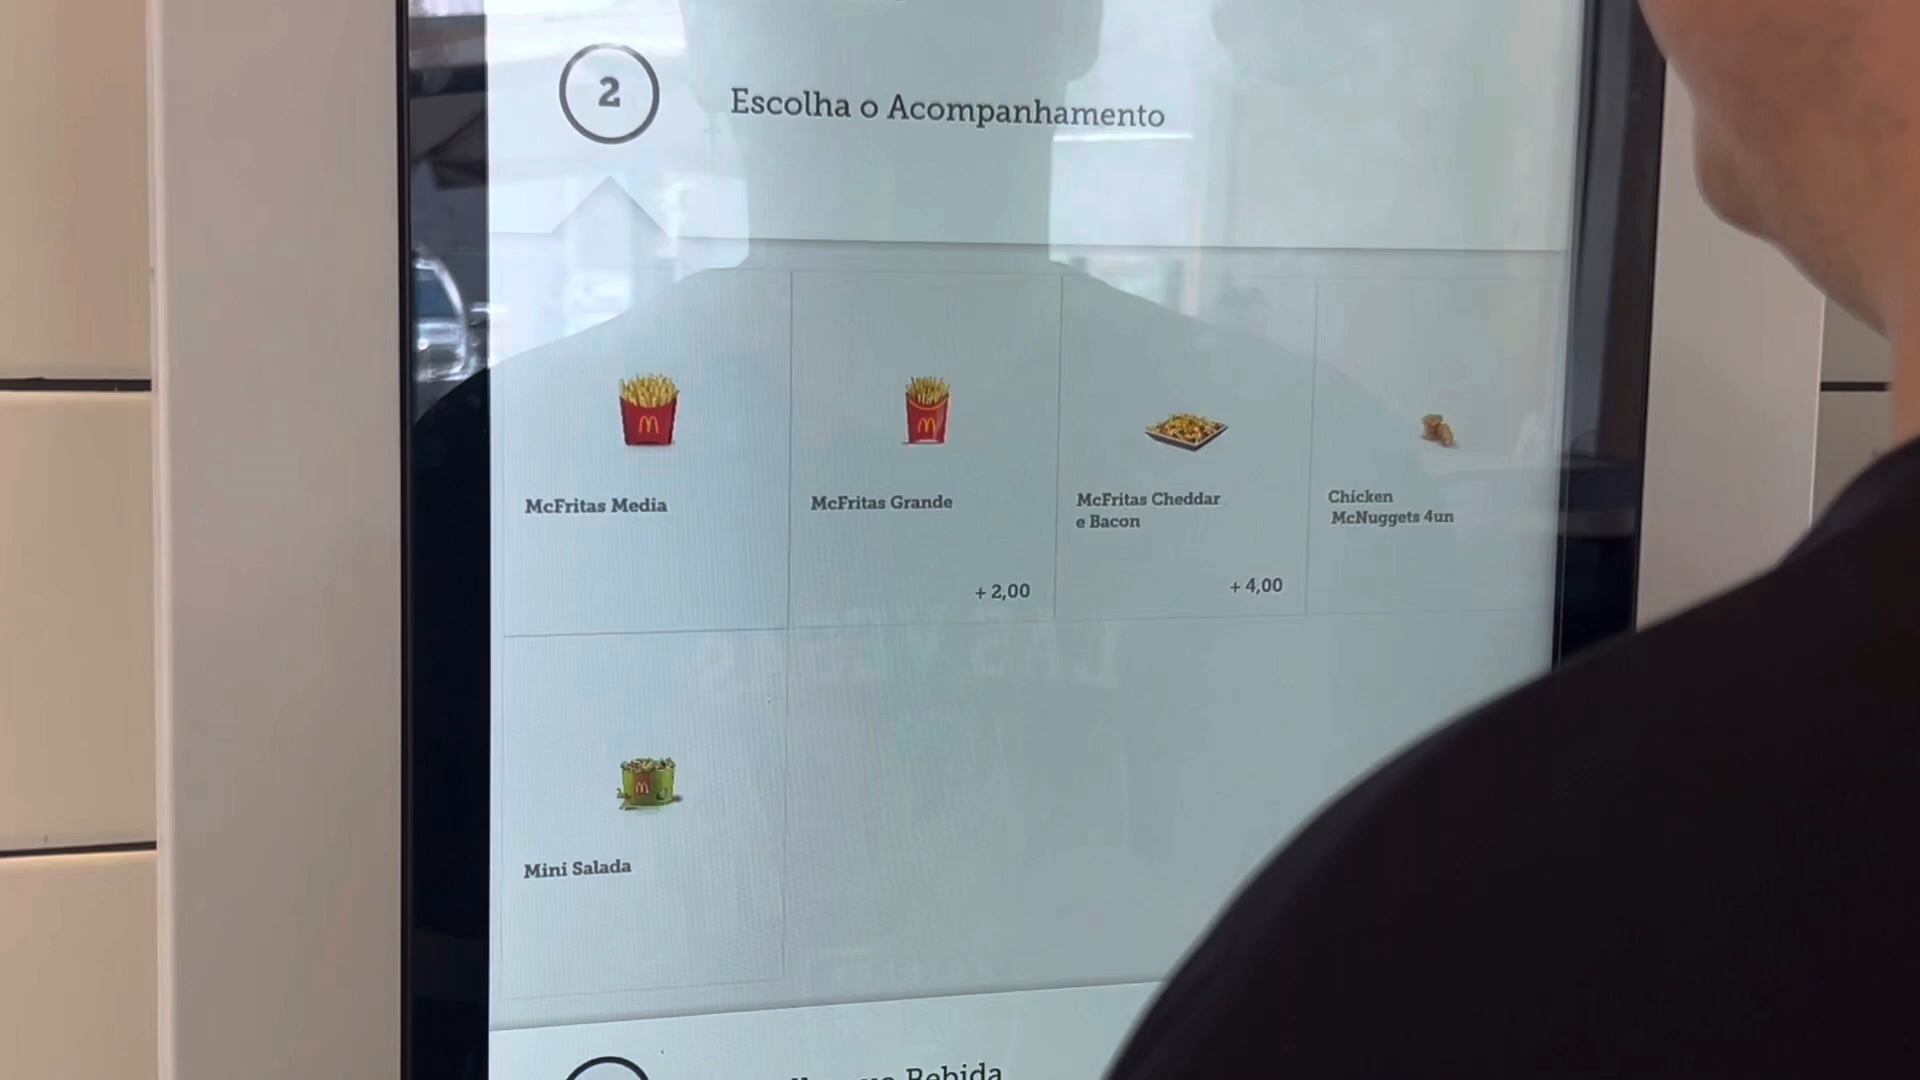 2
Escolha o Acompanhamento
McFritas Media
McFritas Grande
+ 2,00
McFritas Cheddar
e Bacon
+ 4,00
Chicken
McNuggets 4un
Mini Salada
Bebida